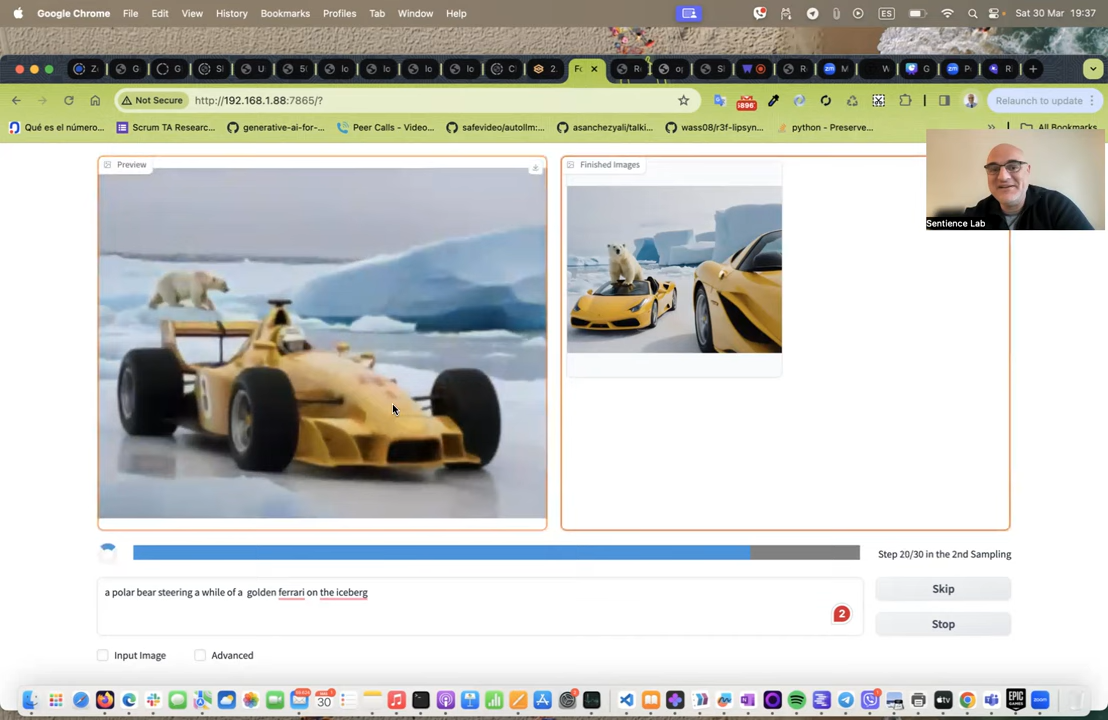 Google Chrome File Edit View History Bookmarks Profiles Tab Window Help ES Sat 30 Mar 19:37
Not Secure http://192.168.1.88:7865/? Relaunch to update
Qué es el número... Scrum TA Researc... generative-ai-for-... Peer Calls - Video... safevideo/autollm:... asanchezyali/talki... wass08/r3f-lipsyn... python - Preserve... All Bookmarks
Preview
Finished Images
Sentience Lab
Step 20/30 in the 2nd Sampling
a polar bear steering a while of a golden ferrari on the iceberg
2
Skip
Stop
Input Image
Advanced